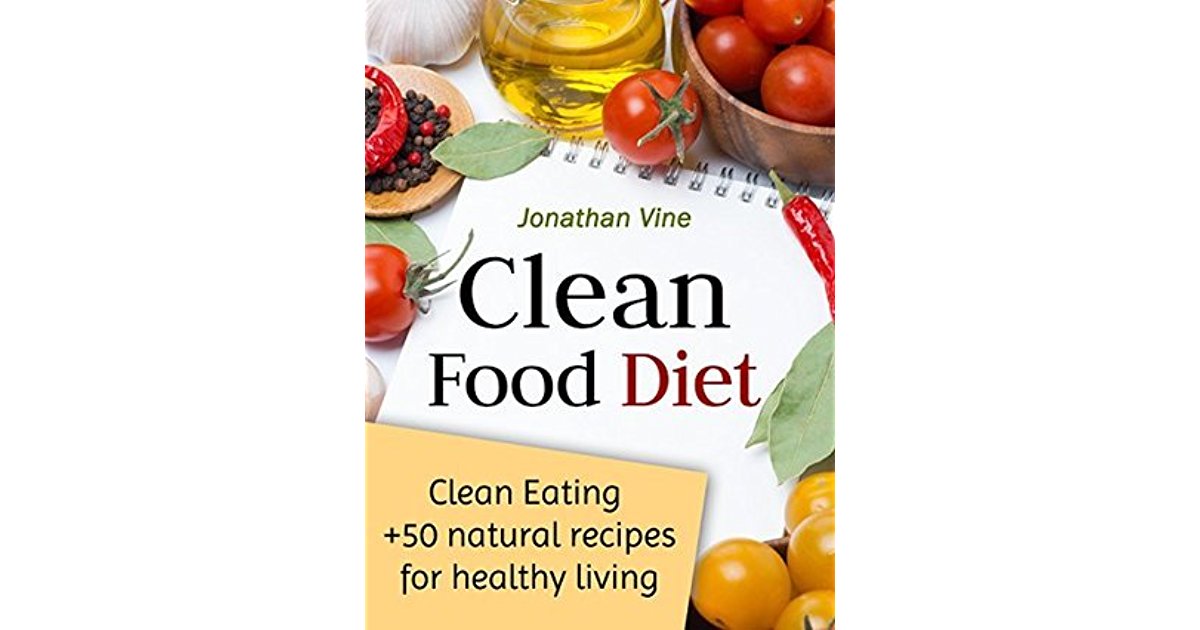 Jonathan Vine
Clean
Food Diet
Clean Eating
+50 natural recipes
for healthy living